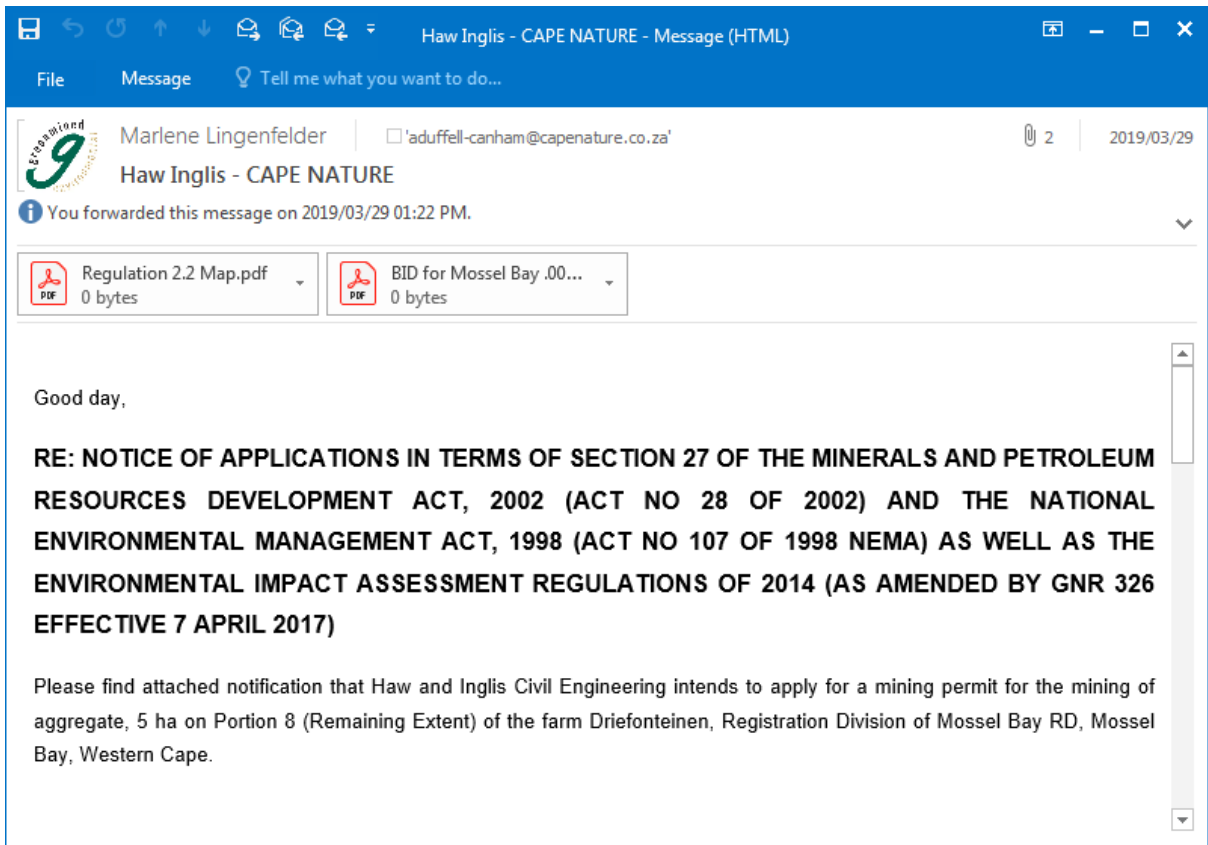 Haw Inglis - CAPE NATURE - Message (HTML)
File Message Tell me what you want to do...
Marlene Lingenfelder 'aduffell-canham@capenature.co.za' 2 2019/03/29
Haw Inglis - CAPE NATURE
You forwarded this message on 2019/03/29 01:22 PM.
Regulation 2.2 Map.pdf BID for Mossel Bay .00...
PDF 0 bytes PDF 0 bytes
Good day,
RE: NOTICE OF APPLICATIONS IN TERMS OF SECTION 27 OF THE MINERALS AND PETROLEUM
RESOURCES DEVELOPMENT ACT, 2002 (ACT NO 28 OF 2002) AND THE NATIONAL
ENVIRONMENTAL MANAGEMENT ACT, 1998 (ACT NO 107 OF 1998 NEMA) AS WELL AS THE
ENVIRONMENTAL IMPACT ASSESSMENT REGULATIONS OF 2014 (AS AMENDED BY GNR 326
EFFECTIVE 7 APRIL 2017)
Please find attached notification that Haw and Inglis Civil Engineering intends to apply for a mining permit for the mining of
aggregate, 5 ha on Portion 8 (Remaining Extent) of the farm Driefonteinen, Registration Division of Mossel Bay RD, Mossel
Bay, Western Cape.